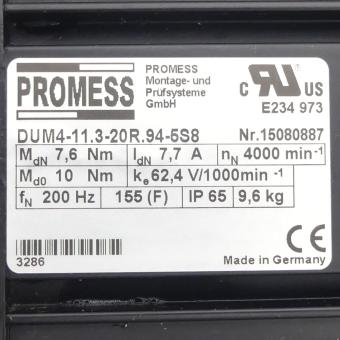 PROMESS
PROMESS
Montage- und
Prüfsysteme
GmbH
C RU US
E234 973
DUM4-11.3-20R.94-5S8 Nr.15080887
MdN 7,6 Nm IdN 7,7 A nN 4000 min-1
Md0 10 Nm ke 62,4 V/1000min-1
fN 200 Hz 155 (F) IP 65 9,6 kg
3286
CE
Made in Germany